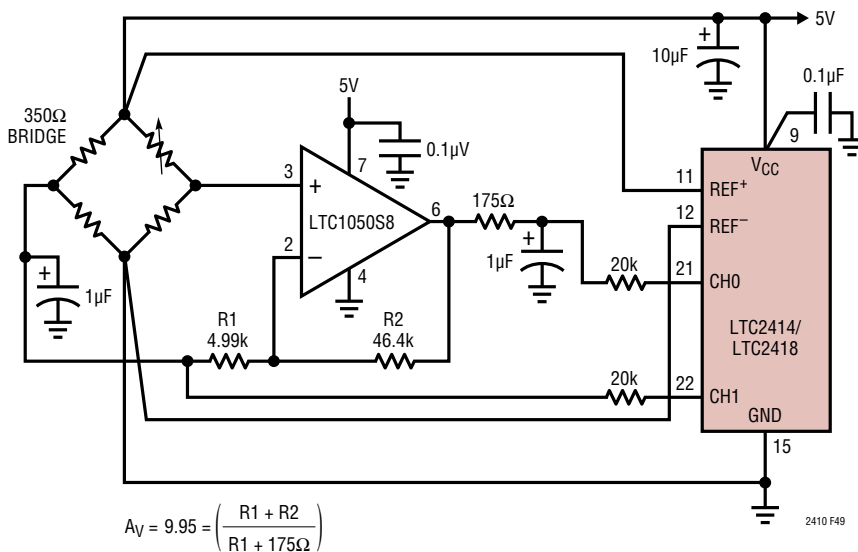 5V
10µF
0.1µF
350Ω
BRIDGE
5V
0.1µV
9
VCC
3
7
+
LTC1050S8
2
–
4
6
175Ω
1µF
11
REF+
12
REF–
21
20k
CH0
LTC2414/
LTC2418
1µF
R1
4.99k
R2
46.4k
20k
22
CH1
GND
15
AV = 9.95 = ( R1 + R2 / R1 + 175Ω )
2410 F49